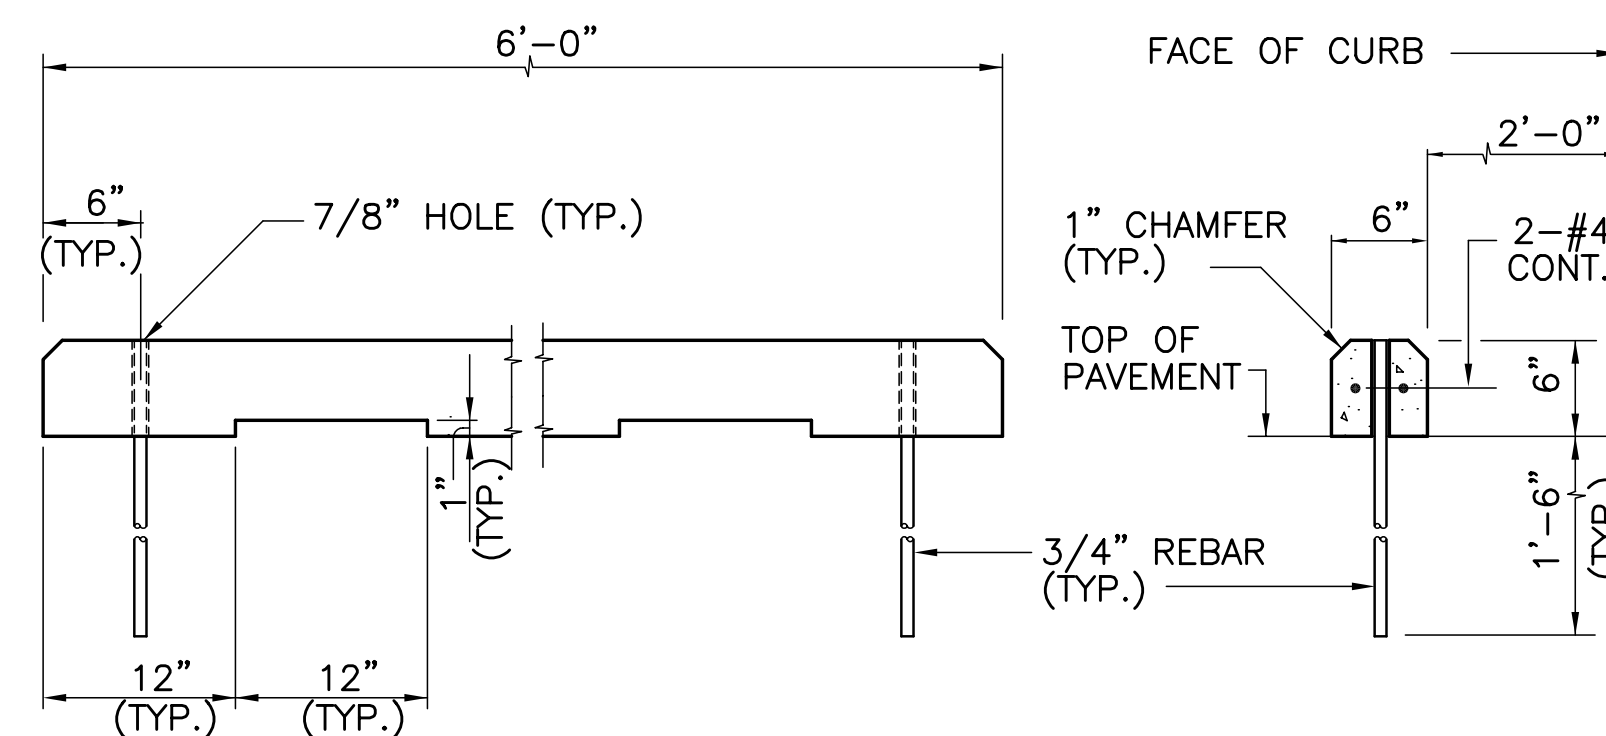 6'-0"
FACE OF CURB
2'-0"
6"
(TYP.)
7/8" HOLE (TYP.)
1" CHAMFER
(TYP.)
6"
2-#4
CONT.
TOP OF
PAVEMENT
6"
1"
(TYP.)
1'-6"
(TYP.
3/4" REBAR
(TYP.)
12"
(TYP.)
12"
(TYP.)